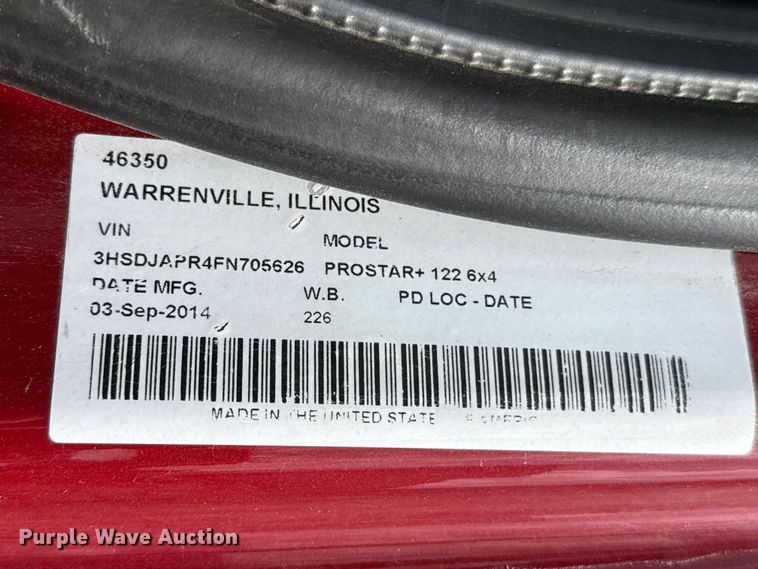 46350
WARRENVILLE, ILLINOIS
VIN MODEL
3HSDJAPR4FN705626 PROSTAR+ 122 6x4
DATE MFG. W.B. PD LOC - DATE
03-Sep-2014 226
MADE IN THE UNITED STATE
Purple Wave Auction